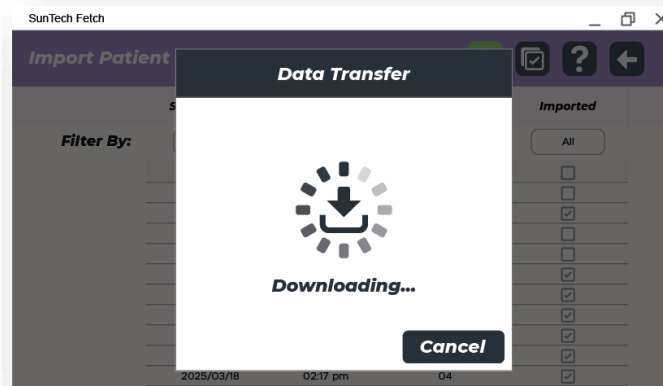 SunTech Fetch
Import Patient
?
Data Transfer
Imported
Filter By:
All
Downloading...
Cancel
2025/03/18 02:17 pm 04